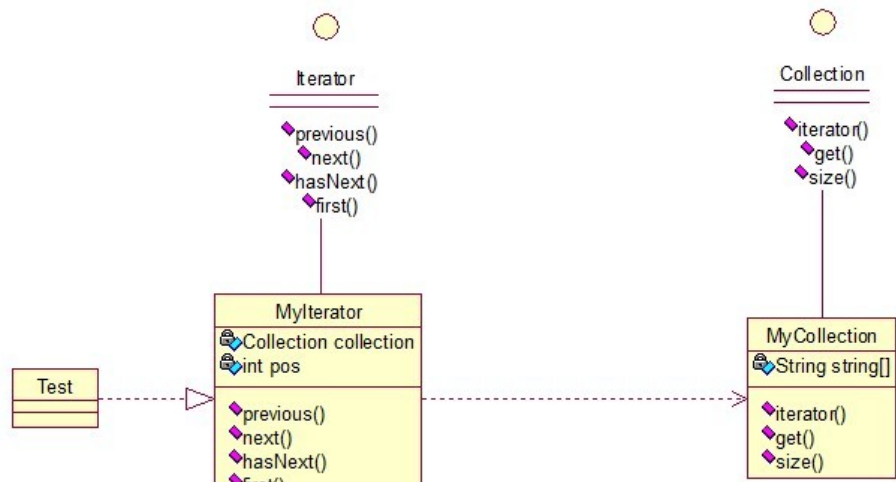 Iterator
previous()
next()
hasNext()
first()
Collection
iterator()
get()
size()
Test
MyIterator
Collection collection
int pos
previous()
next()
hasNext()
first()
MyCollection
String string[]
iterator()
get()
size()